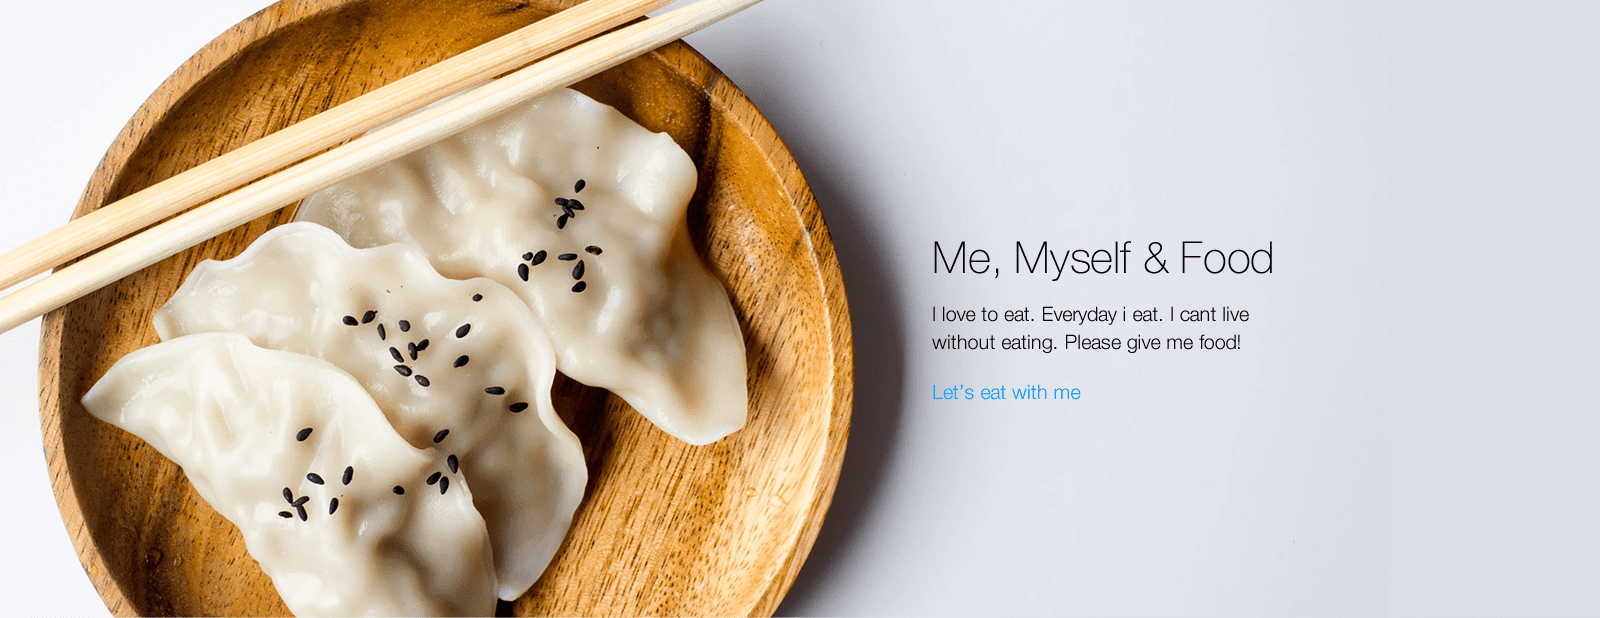 Me, Myself & Food
I love to eat. Everyday i eat. I cant live
without eating. Please give me food!
Let’s eat with me